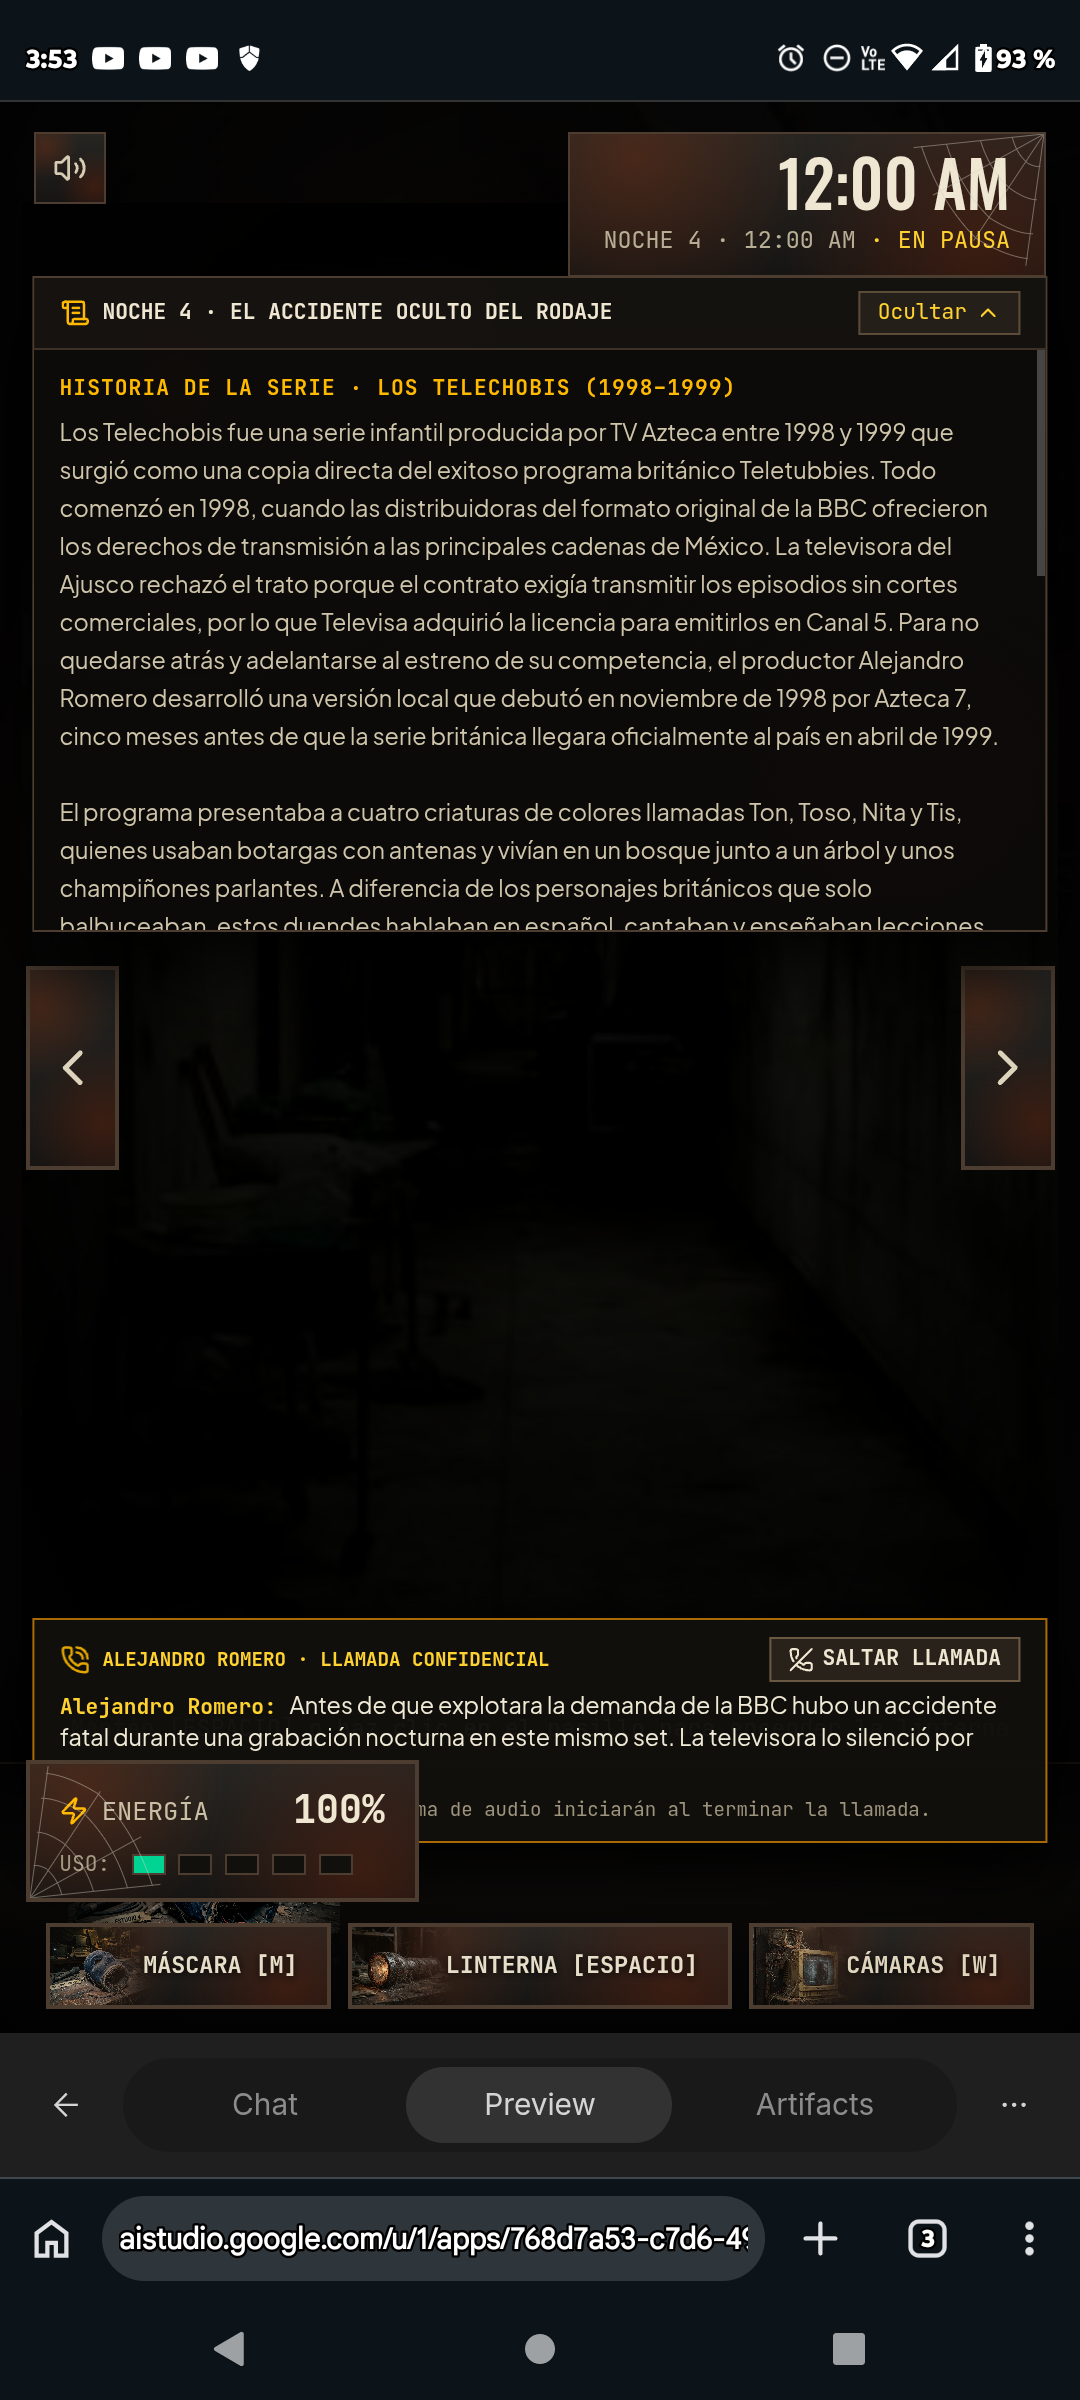 3:53
Vo LTE
93 %
12:00 AM
NOCHE 4 · 12:00 AM · EN PAUSA
NOCHE 4 · EL ACCIDENTE OCULTO DEL RODAJE
Ocultar
HISTORIA DE LA SERIE · LOS TELECHOBIS (1998–1999)
Los Telechobis fue una serie infantil producida por TV Azteca entre 1998 y 1999 que
surgió como una copia directa del exitoso programa británico Teletubbies. Todo
comenzó en 1998, cuando las distribuidoras del formato original de la BBC ofrecieron
los derechos de transmisión a las principales cadenas de México. La televisora del
Ajusco rechazó el trato porque el contrato exigía transmitir los episodios sin cortes
comerciales, por lo que Televisa adquirió la licencia para emitirlos en Canal 5. Para no
quedarse atrás y adelantarse al estreno de su competencia, el productor Alejandro
Romero desarrolló una versión local que debutó en noviembre de 1998 por Azteca 7,
cinco meses antes de que la serie británica llegara oficialmente al país en abril de 1999.
El programa presentaba a cuatro criaturas de colores llamadas Ton, Toso, Nita y Tis,
quienes usaban botargas con antenas y vivían en un bosque junto a un árbol y unos
champiñones parlantes. A diferencia de los personajes británicos que solo
balbuceaban, estos duendes hablaban en español, cantaban y enseñaban lecciones
ALEJANDRO ROMERO · LLAMADA CONFIDENCIAL
SALTAR LLAMADA
Alejandro Romero: Antes de que explotara la demanda de la BBC hubo un accidente
fatal durante una grabación nocturna en este mismo set. La televisora lo silenció por
ma de audio iniciarán al terminar la llamada.
ENERGÍA 100%
USO:
MÁSCARA [M]
LINTERNA [ESPACIO]
CÁMARAS [W]
Chat
Preview
Artifacts
aistudio.google.com/u/1/apps/768d7a53-c7d6-49
3